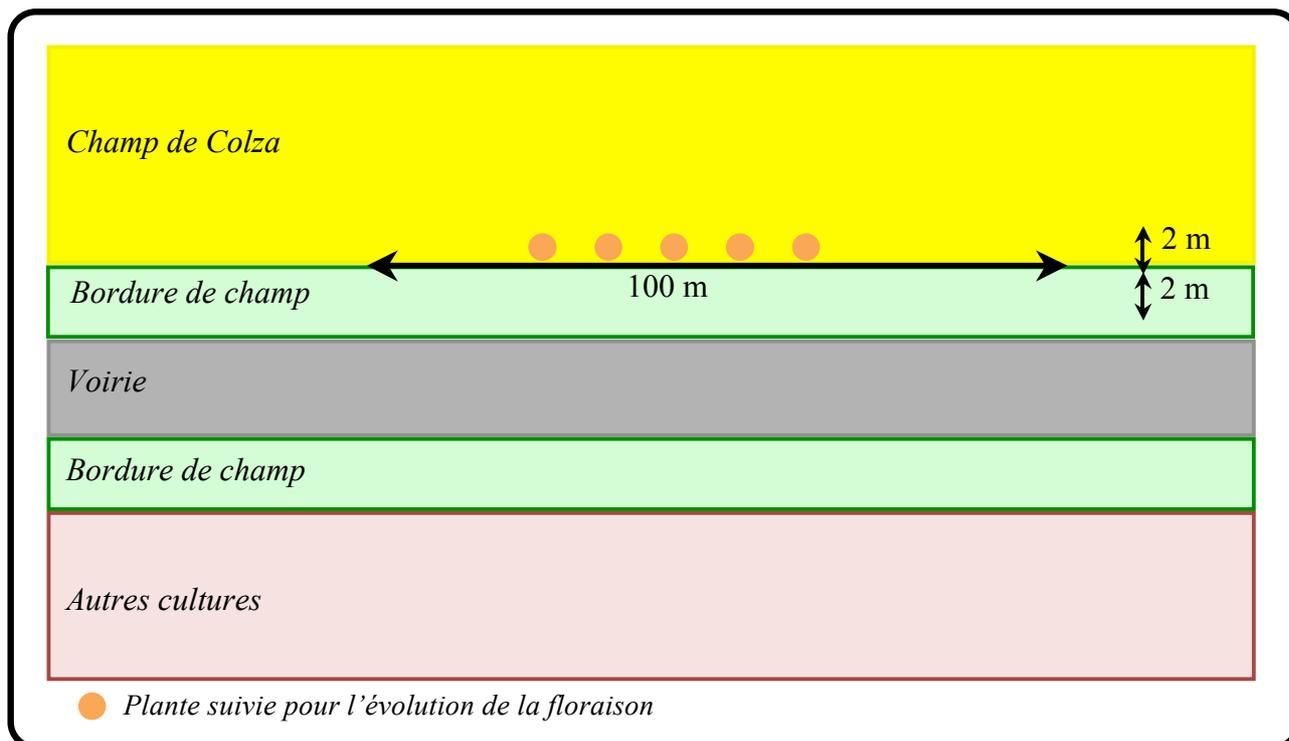 Champ de Colza
2 m
100 m
Bordure de champ
2 m
Voirie
Bordure de champ
Autres cultures
Plante suivie pour l’évolution de la floraison